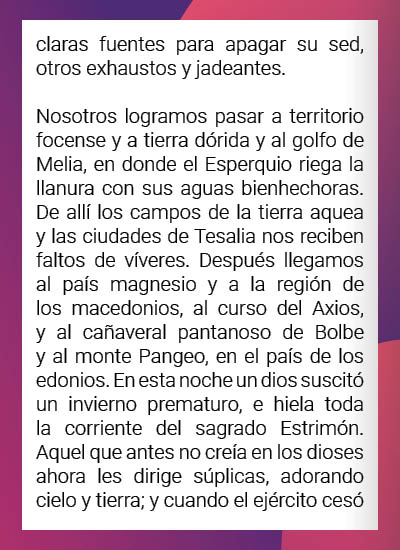 claras fuentes para apagar su sed,
otros exhaustos y jadeantes.
Nosotros logramos pasar a territorio
focense y a tierra dórida y al golfo de
Melia, en donde el Esperquio riega la
llanura con sus aguas bienhechoras.
De allí los campos de la tierra aquea
y las ciudades de Tesalia nos reciben
faltos de víveres. Después llegamos
al país magnesio y a la región de
los macedonios, al curso del Axios,
y al cañaveral pantanoso de Bolbe
y al monte Pangeo, en el país de los
edonios. En esta noche un dios suscitó
un invierno prematuro, e hiela toda
la corriente del sagrado Estrimón.
Aquel que antes no creía en los dioses
ahora les dirige súplicas, adorando
cielo y tierra; y cuando el ejército cesó